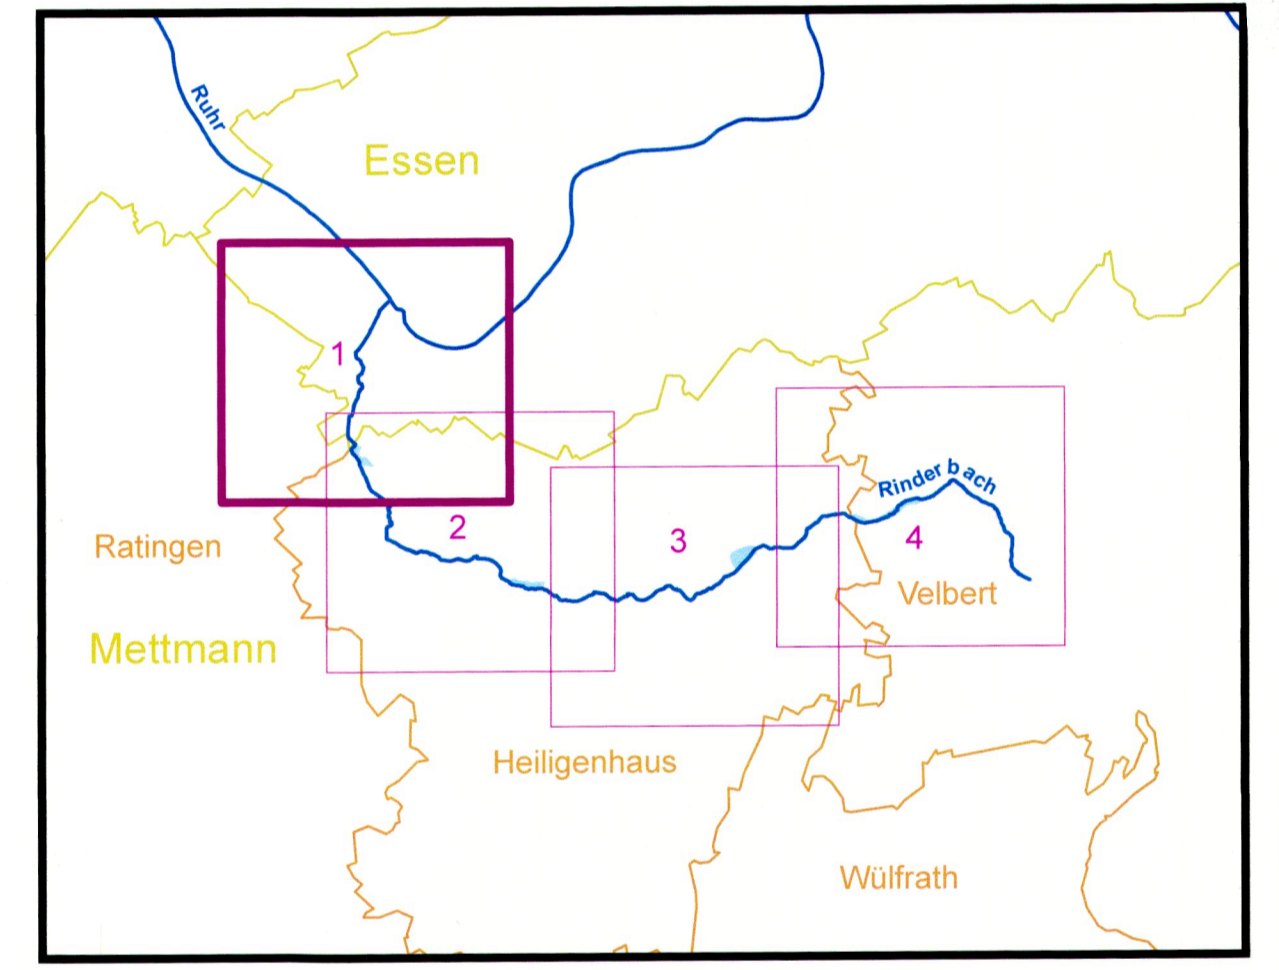 Ruhr
Essen
1
Rinderbach
Ratingen
2
3
4
Velbert
Mettmann
Heiligenhaus
Wülfrath